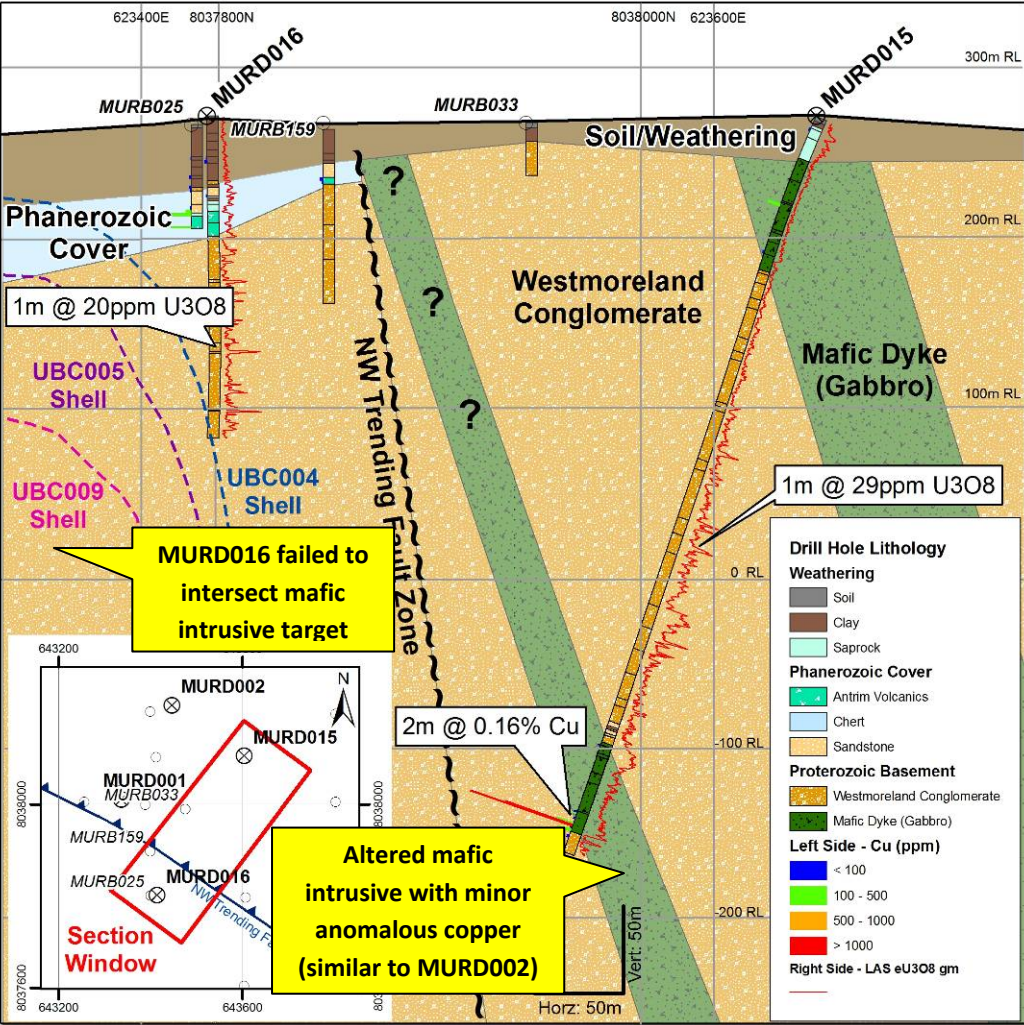 623400E
8037800N
8038000N
623600E
MURD016
MURD015
300m RL
MURB025
MURB159
MURB033
Soil/Weathering
Phanerozoic
Cover
200m RL
?
Westmoreland
Conglomerate
1m @ 20ppm U3O8
?
Mafic Dyke
(Gabbro)
UBC005
Shell
NW Trending Fault Zone
?
100m RL
UBC009
Shell
UBC004
Shell
1m @ 29ppm U3O8
MURD016 failed to
intersect mafic
intrusive target
0 RL
Drill Hole Lithology
Weathering
Soil
Clay
Saprock
Phanerozoic Cover
Antrim Volcanics
Chert
Sandstone
Proterozoic Basement
Westmoreland Conglomerate
Mafic Dyke (Gabbro)
Left Side - Cu (ppm)
< 100
100 - 500
500 - 1000
> 1000
Right Side - LAS eU3O8 gm
2m @ 0.16% Cu
-100 RL
-200 RL
Altered mafic
intrusive with minor
anomalous copper
(similar to MURD002)
Vert: 50m
Horz: 50m
643200
N
MURD002
MURD015
MURD001
MURB033
8038000
MURB159
MURB025
MURD016
NW Trending Fa
Section
Window
8037600
643200
643600